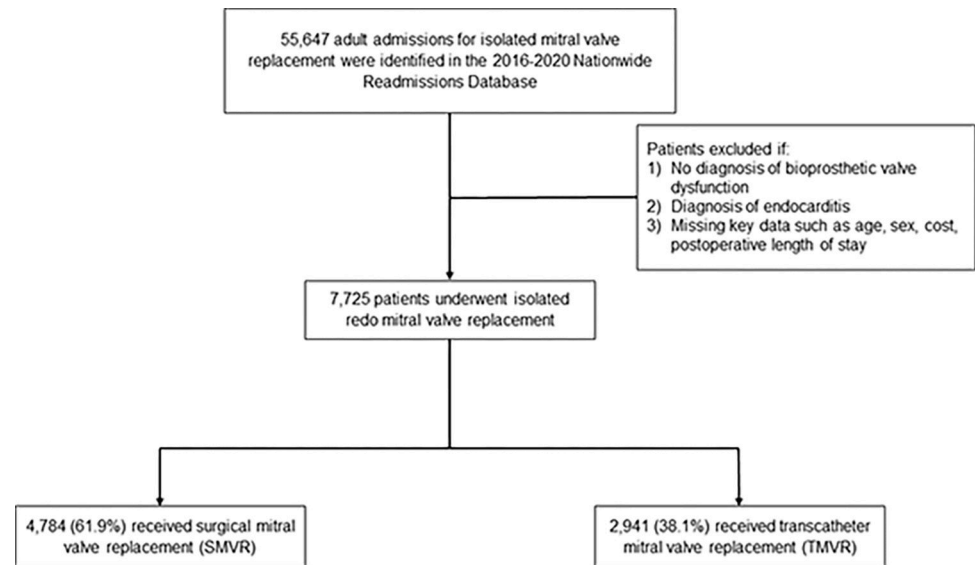 55,647 adult admissions for isolated mitral valve
replacement were identified in the 2016-2020 Nationwide
Readmissions Database
Patients excluded if:
1) No diagnosis of bioprosthetic valve
dysfunction
2) Diagnosis of endocarditis
3) Missing key data such as age, sex, cost,
postoperative length of stay
7,725 patients underwent isolated
redo mitral valve replacement
4,784 (61.9%) received surgical mitral
valve replacement (SMVR)
2,941 (38.1%) received transcatheter
mitral valve replacement (TMVR)